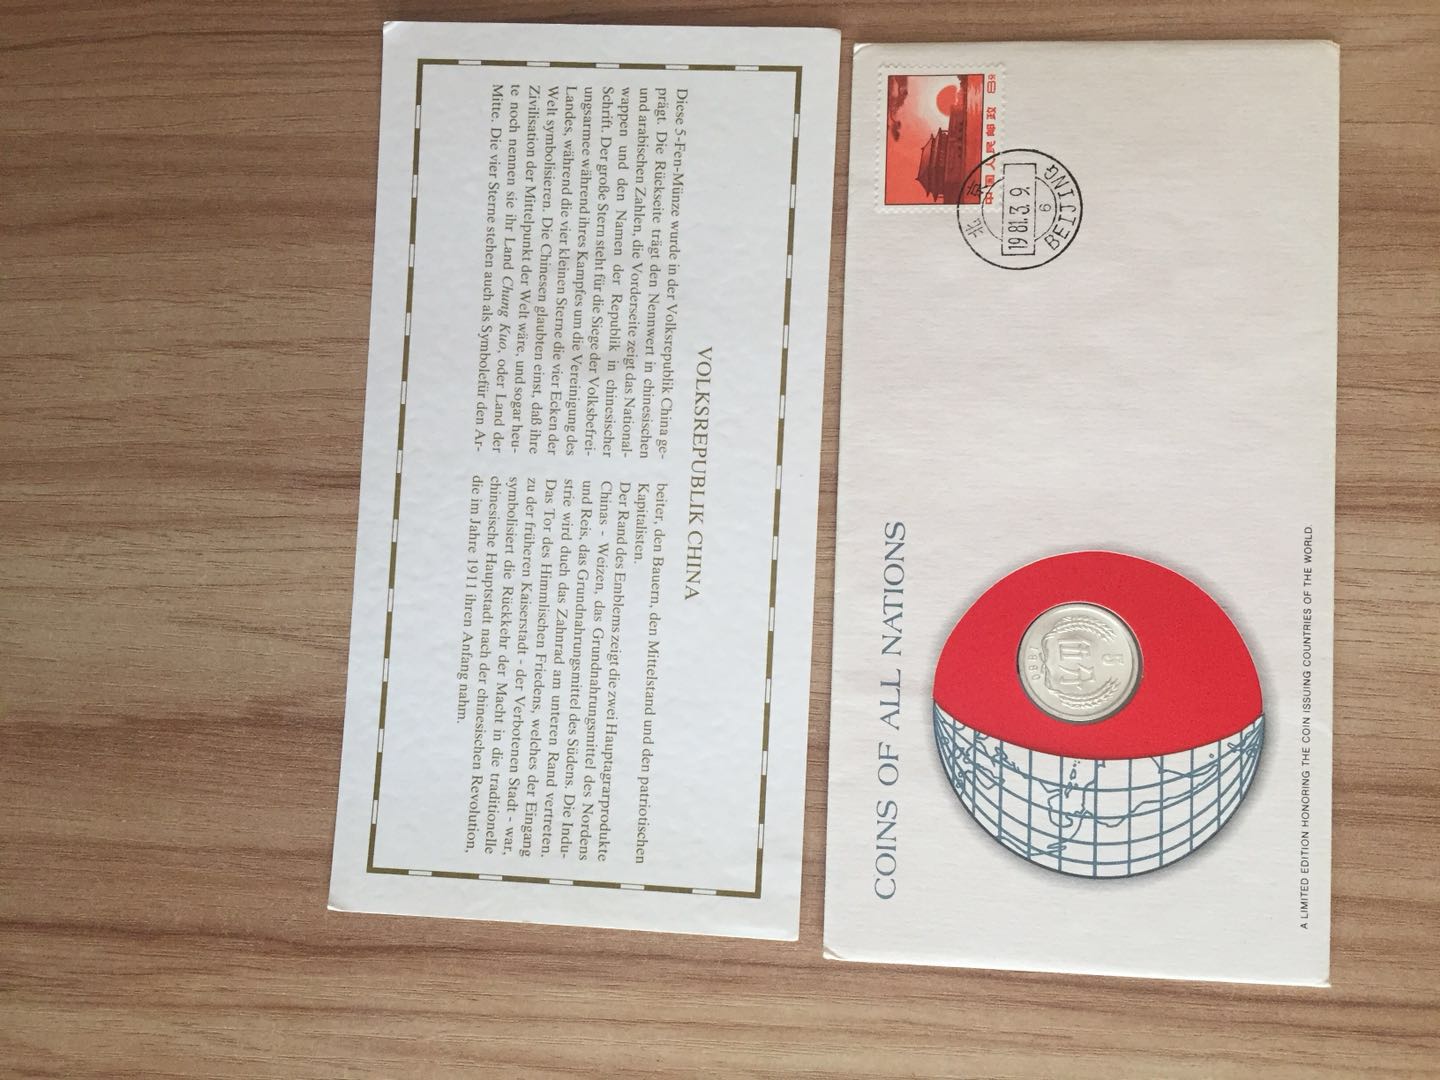 VOLKSREPUBLIK CHINA
Diese 5-Fen-Münze wurde in der Volksrepublik China ge-
prägt. Die Rückseite trägt den Nennwert in chinesischen
und arabischen Zahlen, die Vorderseite zeigt das National-
wappen und den Namen der Republik in chinesischer
Schrift. Der große Stern steht für die Siege der Volksbefrei-
ungsarmee während ihres Kampfes um die Vereinigung des
Landes, während die vier kleinen Sterne die vier Ecken der
Welt symbolisieren. Die Chinesen glaubten einst, daß ihre
Zivilisation der Mittelpunkt der Welt wäre, und sogar heu-
te noch nennen sie ihr Land Chung Kuo, oder Land der
Mitte. Die vier Sterne stehen auch als Symbole für den Ar-
beiter, den Bauern, den Mittelstand und den patriotischen
Kapitalisten.
Der Rand des Emblems zeigt die zwei Hauptagrarprodukte
Chinas - Weizen, das Grundnahrungsmittel des Nordens
und Reis, das Grundnahrungsmittel des Südens. Die Indu-
strie wird duch das Zahnrad am unteren Rand vertreten.
Das Tor des Himmlischen Friedens, welches der Eingang
zu der früheren Kaiserstadt - der Verbotenen Stadt - war,
symbolisiert die Rückkehr der Macht in die traditionelle
chinesische Hauptstadt nach der chinesischen Revolution,
die im Jahre 1911 ihren Anfang nahm.
中国人民邮政
BEIJING
9
1981.3.9
北京
COINS OF ALL NATIONS
5
伍分
1980
A LIMITED EDITION HONORING THE COIN ISSUING COUNTRIES OF THE WORLD